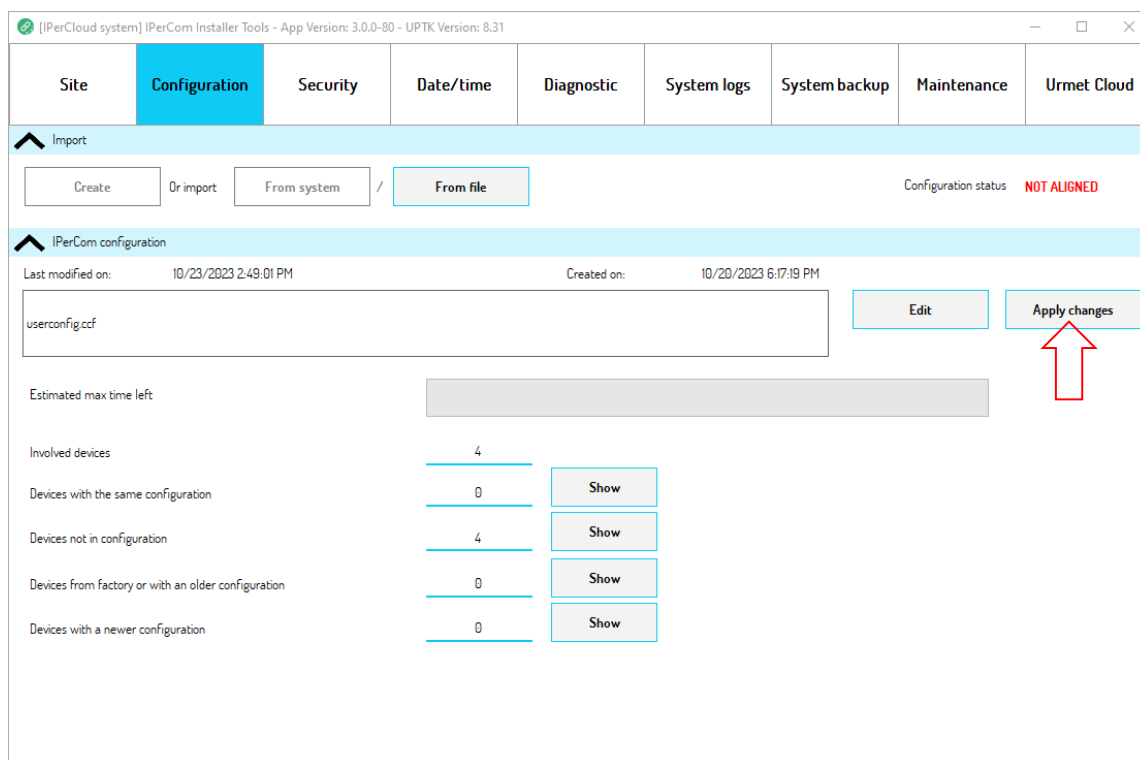 [IPerCloud system] IPerCom Installer Tools - App Version: 3.0.0-80 - UPTK Version: 8.31
Site Configuration Security Date/time Diagnostic System logs System backup Maintenance Urmet Cloud
Import
Create Or import From system / From file Configuration status NOT ALIGNED
IPerCom configuration
Last modified on: 10/23/2023 2:49:01 PM Created on: 10/20/2023 6:17:19 PM
Edit Apply changes
userconfig.ccf
Estimated max time left
Involved devices 4
Devices with the same configuration 0 Show
Devices not in configuration 4 Show
Devices from factory or with an older configuration 0 Show
Devices with a newer configuration 0 Show